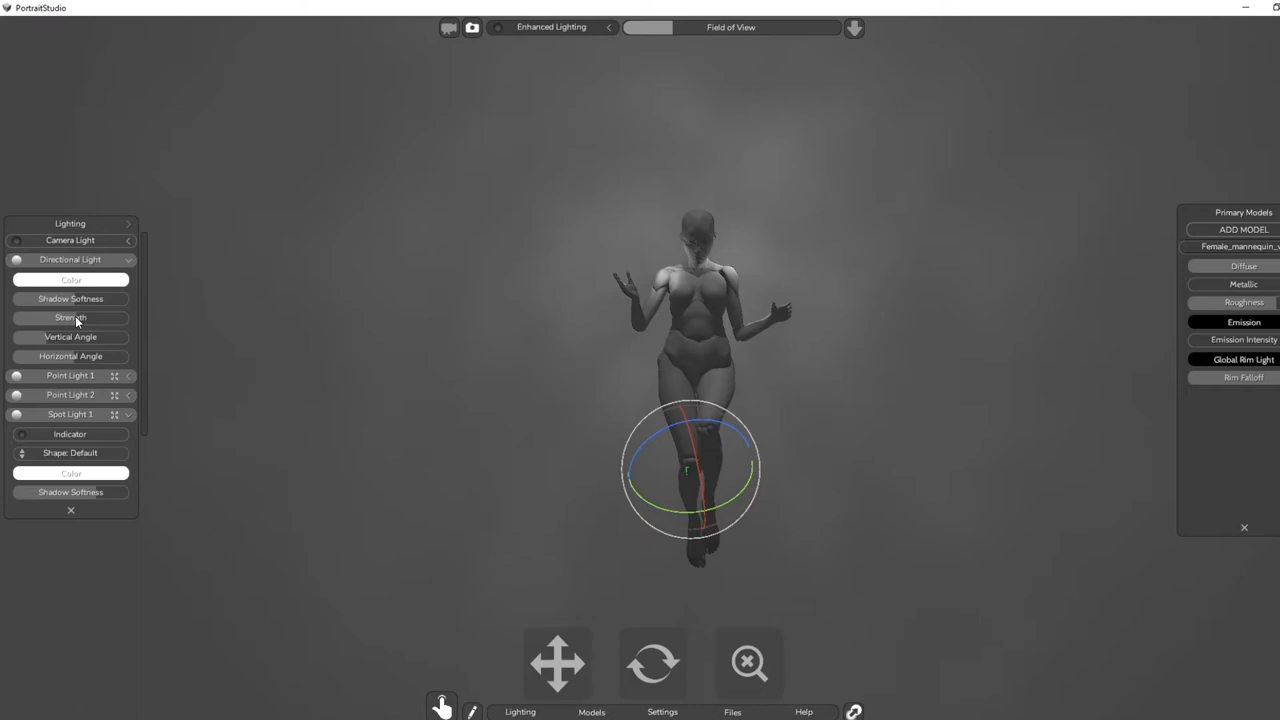 PortraitStudio
Enhanced Lighting
Field of View
Lighting
Camera Light
Directional Light
Color
Shadow Softness
Strength
Vertical Angle
Horizontal Angle
Point Light 1
Point Light 2
Spot Light 1
Indicator
Shape: Default
Color
Shadow Softness
Primary Models
ADD MODEL
Female_mannequin_v
Diffuse
Metallic
Roughness
Emission
Emission Intensity
Global Rim Light
Rim Falloff
Lighting
Models
Settings
Files
Help